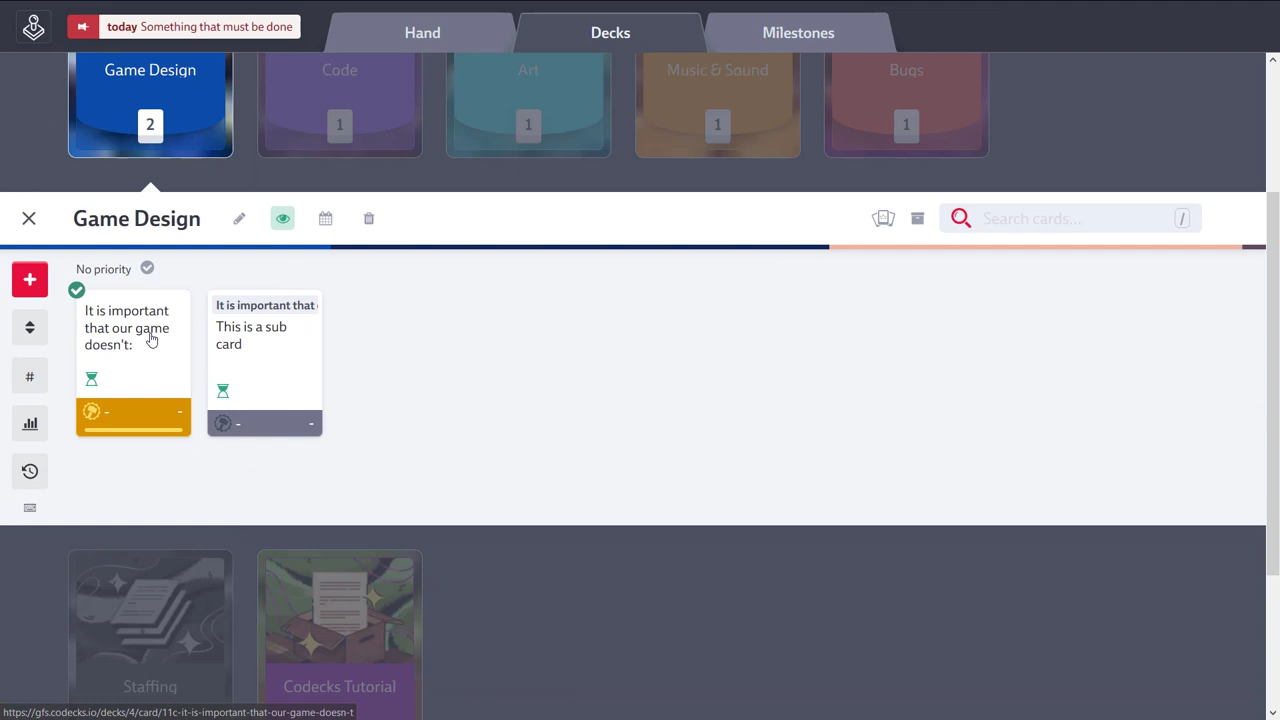 today Something that must be done
Hand
Decks
Milestones
Game Design
Code
Art
Music & Sound
Bugs
2
1
1
1
1
Game Design
Search cards...
/
No priority
It is important
that our game
doesn't:
- -
It is important that
This is a sub
card
- -
#
Staffing
Codecks Tutorial
https://gfs.codecks.io/decks/4/card/11c-it-is-important-that-our-game-doesn-t